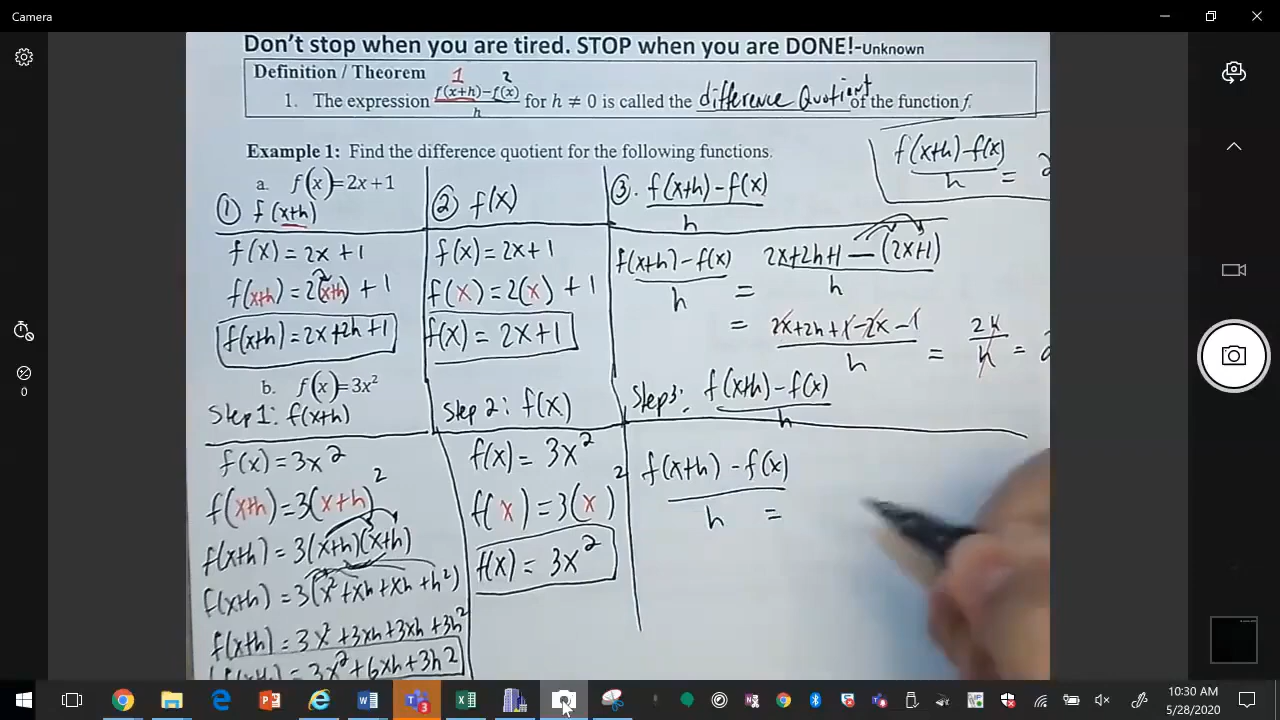 Camera
Don't stop when you are tired. STOP when you are DONE!-Unknown
Definition / Theorem
1 2
1. The expression f(x+h)−f(x)/h for h ≠ 0 is called the difference Quotient of the function f.
Example 1: Find the difference quotient for the following functions.
f(x+h)-f(x)/h =
a. f(x)=2x+1
① f(x+h)
f(x) = 2x + 1
f(x+h) = 2(x+h) + 1
f(x+h) = 2x+2h+1
② f(x)
f(x) = 2x+1
f(x) = 2(x) + 1
f(x) = 2x+1
③. f(x+h)-f(x)/h
f(x+h)-f(x)/h = 2x+2h+1-(2x+1)/h
= 2x+2h+1-2x-1/h = 2h/h = 2
b. f(x)=3x²
Step 1: f(x+h)
f(x) = 3x²
f(x+h) = 3(x+h)²
f(x+h) = 3(x+h)(x+h)
f(x+h) = 3(x²+xh+xh+h²)
f(x+h) = 3x²+3xh+3xh+3h²
f(x+h) = 3x²+6xh+3h2
Step 2: f(x)
f(x) = 3x²
f(x) = 3(x)²
f(x) = 3x²
Step3: f(x+h)-f(x)/h
f(x+h)-f(x)/h =
0
3
10:30 AM
5/28/2020